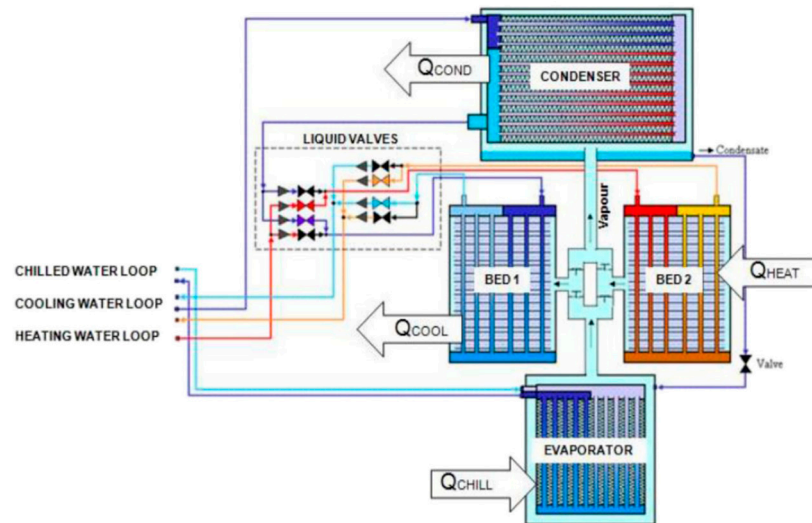 QCOND
CONDENSER
LIQUID VALVES
Condensate
Vapour
CHILLED WATER LOOP
COOLING WATER LOOP
HEATING WATER LOOP
BED 1
BED 2
QHEAT
QCOOL
Valve
EVAPORATOR
QCHILL